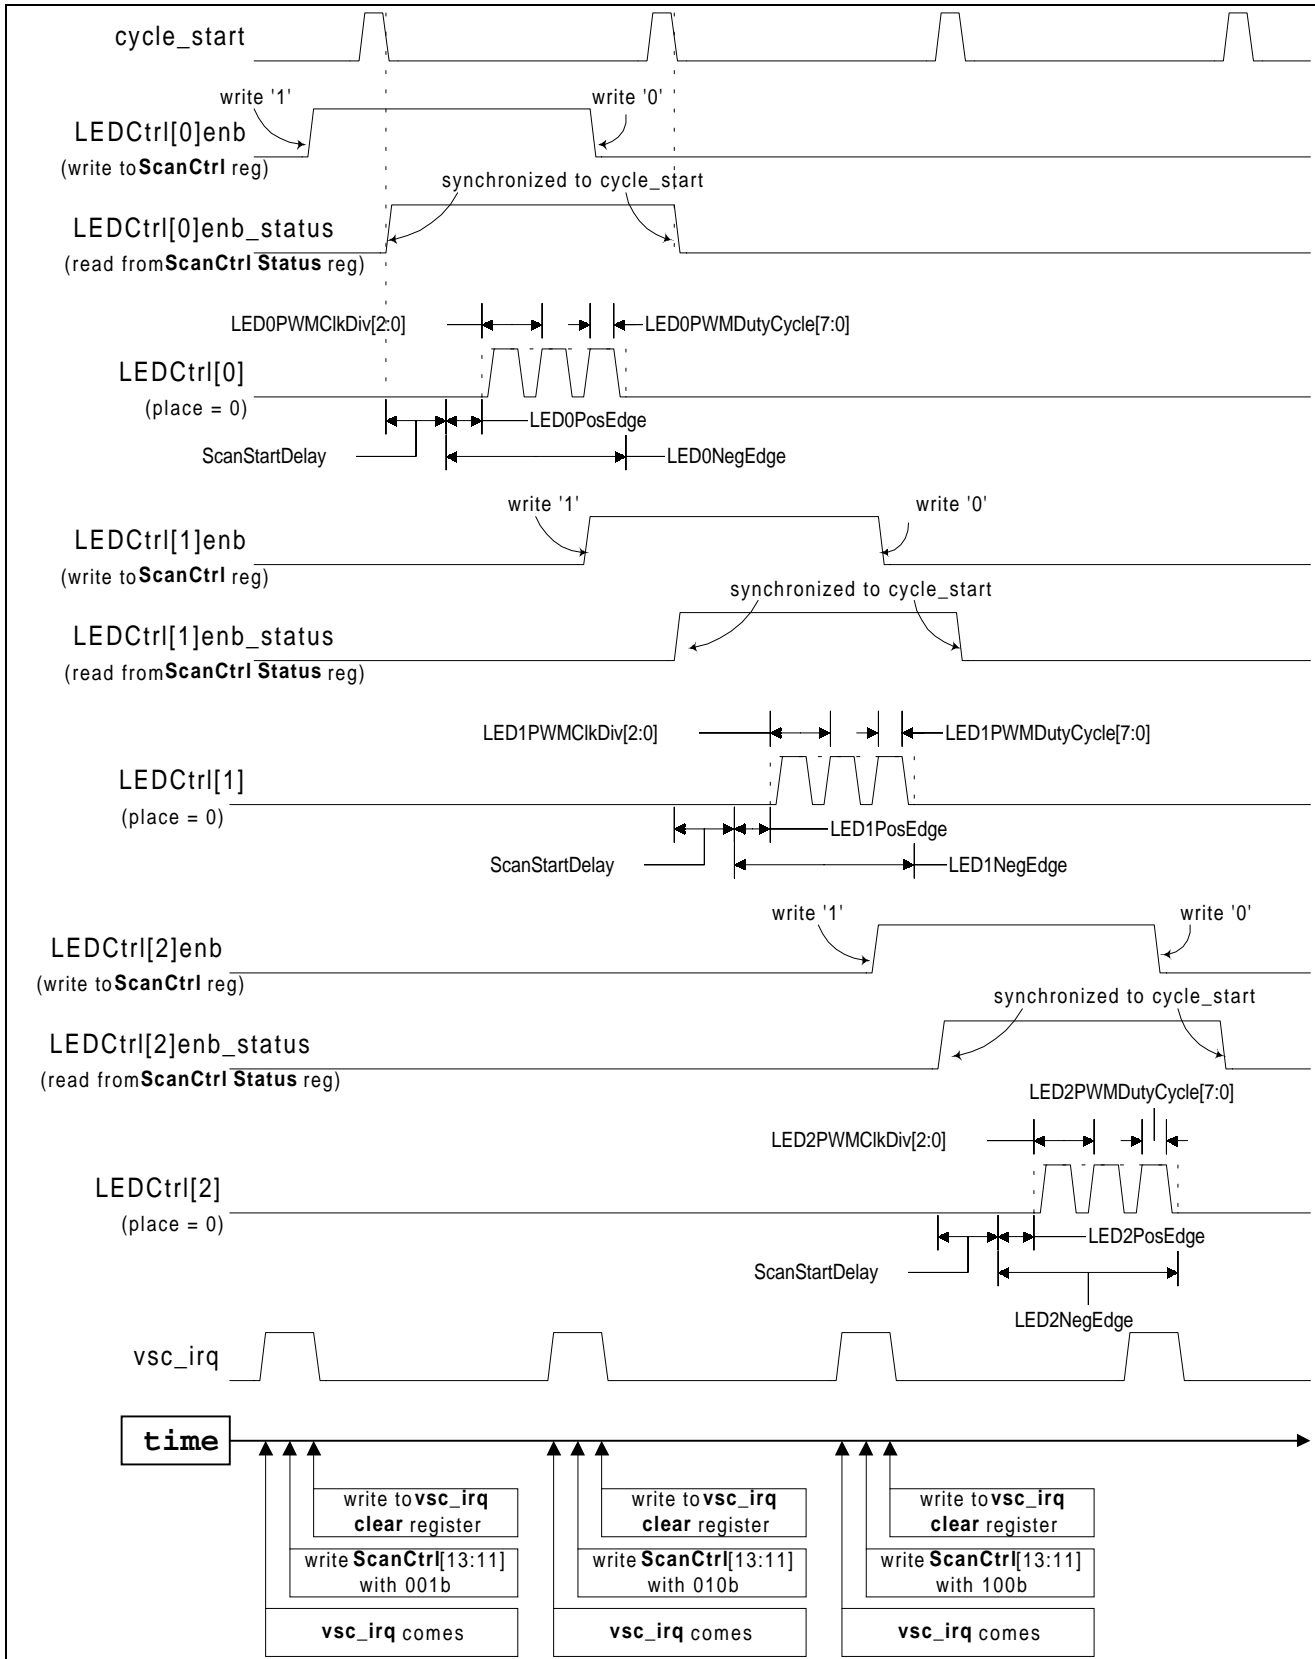 cycle_start
write '1'
write '0'
LEDCtrl[0]enb
(write to ScanCtrl reg)
synchronized to cycle_start
LEDCtrl[0]enb_status
(read from ScanCtrl Status reg)
LED0PWMClkDiv[2:0]
LED0PWMDutyCycle[7:0]
LEDCtrl[0]
(place = 0)
LED0PosEdge
ScanStartDelay
LED0NegEdge
write '1'
write '0'
LEDCtrl[1]enb
(write to ScanCtrl reg)
synchronized to cycle_start
LEDCtrl[1]enb_status
(read from ScanCtrl Status reg)
LED1PWMClkDiv[2:0]
LED1PWMDutyCycle[7:0]
LEDCtrl[1]
(place = 0)
LED1PosEdge
ScanStartDelay
LED1NegEdge
write '1'
write '0'
LEDCtrl[2]enb
(write to ScanCtrl reg)
synchronized to cycle_start
LEDCtrl[2]enb_status
(read from ScanCtrl Status reg)
LED2PWMDutyCycle[7:0]
LED2PWMClkDiv[2:0]
LEDCtrl[2]
(place = 0)
LED2PosEdge
ScanStartDelay
LED2NegEdge
vsc_irq
time
write to vsc_irq
clear register
write ScanCtrl[13:11]
with 001b
vsc_irq comes
write to vsc_irq
clear register
write ScanCtrl[13:11]
with 010b
vsc_irq comes
write to vsc_irq
clear register
write ScanCtrl[13:11]
with 100b
vsc_irq comes